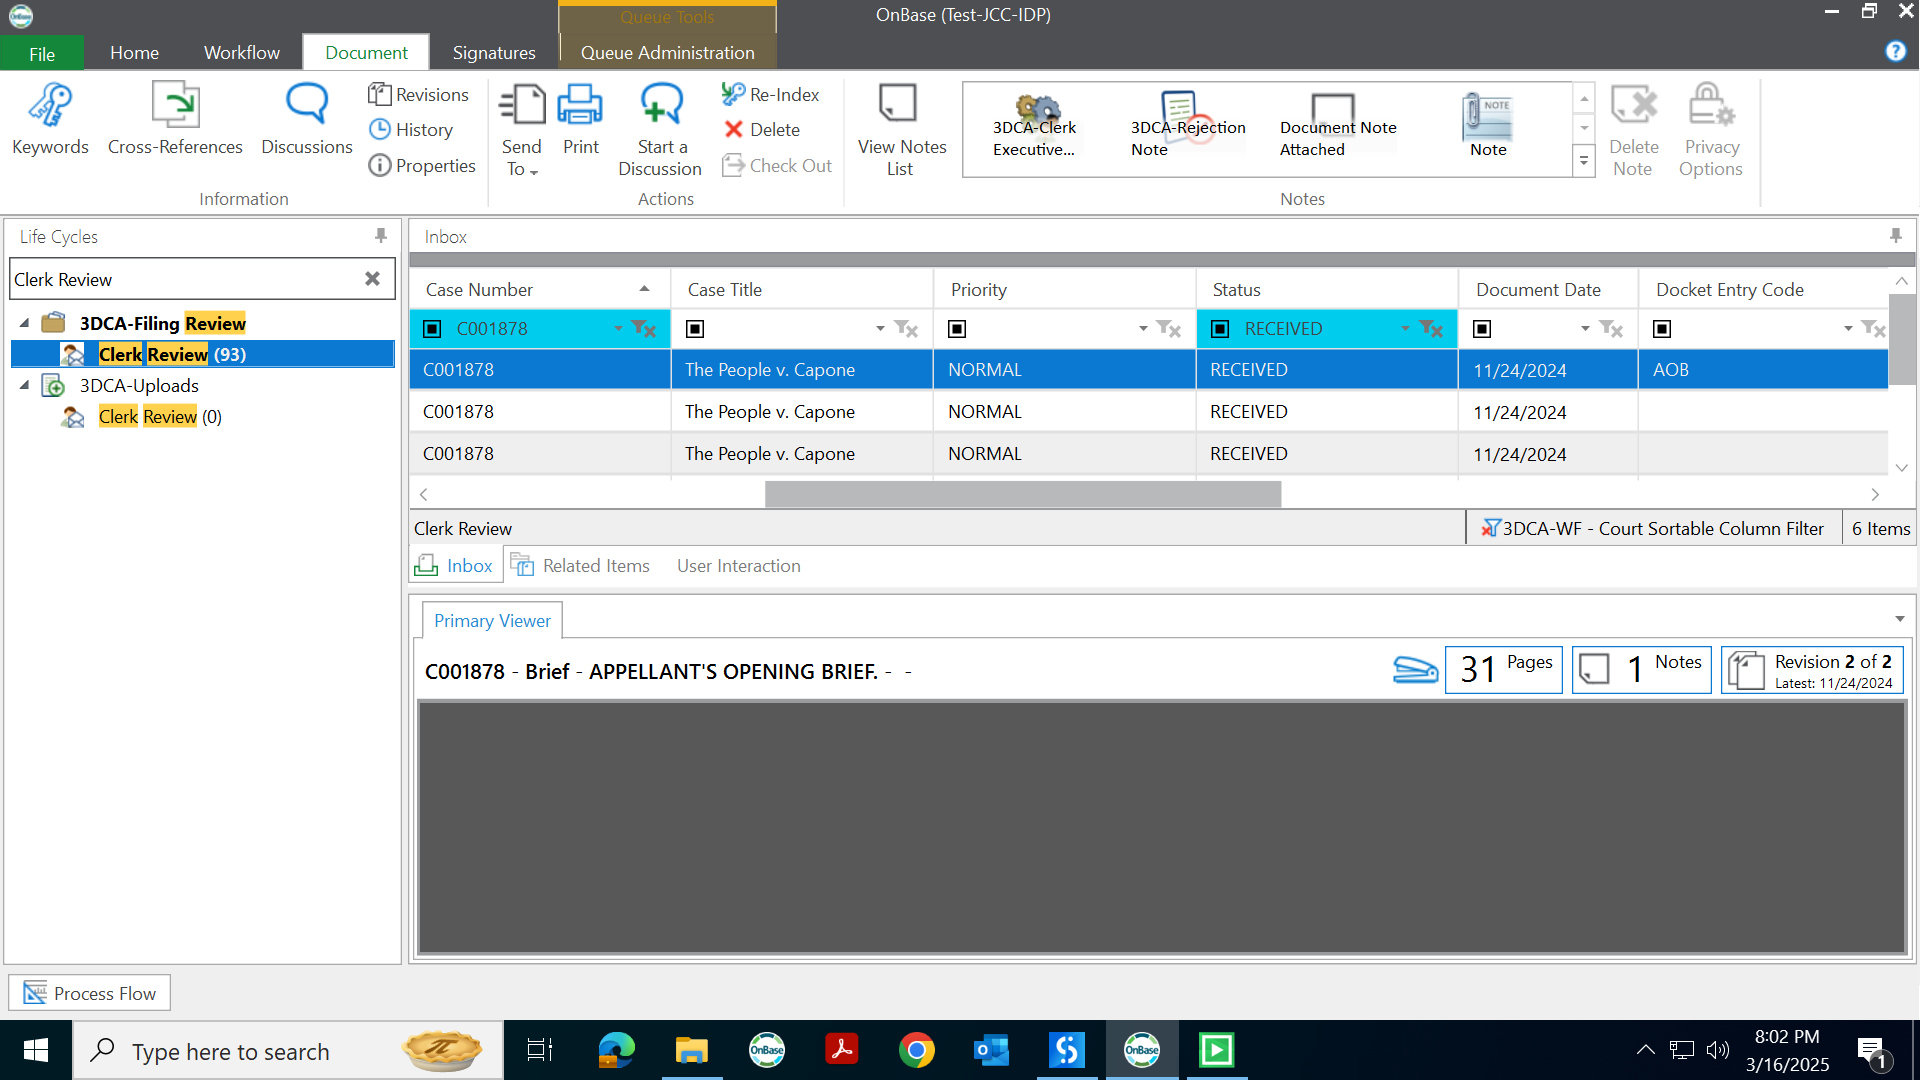 Queue Tools
OnBase (Test-JCC-IDP)
File
Home
Workflow
Document
Signatures
Queue Administration
Keywords
Cross-References
Discussions
Revisions
History
Properties
Information
Send
To
Print
Start a
Discussion
Re-Index
Delete
Check Out
Actions
View Notes
List
3DCA-Clerk
Executive...
3DCA-Rejection
Note
Document Note
Attached
NOTE
Note
Delete
Note
Privacy
Options
Notes
Life Cycles
Clerk Review
3DCA-Filing Review
Clerk Review (93)
3DCA-Uploads
Clerk Review (0)
Inbox
Case Number Case Title Priority Status Document Date Docket Entry Code
C001878 RECEIVED
C001878 The People v. Capone NORMAL RECEIVED 11/24/2024 AOB
C001878 The People v. Capone NORMAL RECEIVED 11/24/2024
C001878 The People v. Capone NORMAL RECEIVED 11/24/2024
Clerk Review
3DCA-WF - Court Sortable Column Filter
6 Items
Inbox
Related Items
User Interaction
Primary Viewer
C001878 - Brief - APPELLANT'S OPENING BRIEF. - -
31 Pages
1 Notes
Revision 2 of 2
Latest: 11/24/2024
Process Flow
Type here to search
OnBase
OnBase
8:02 PM
3/16/2025
1